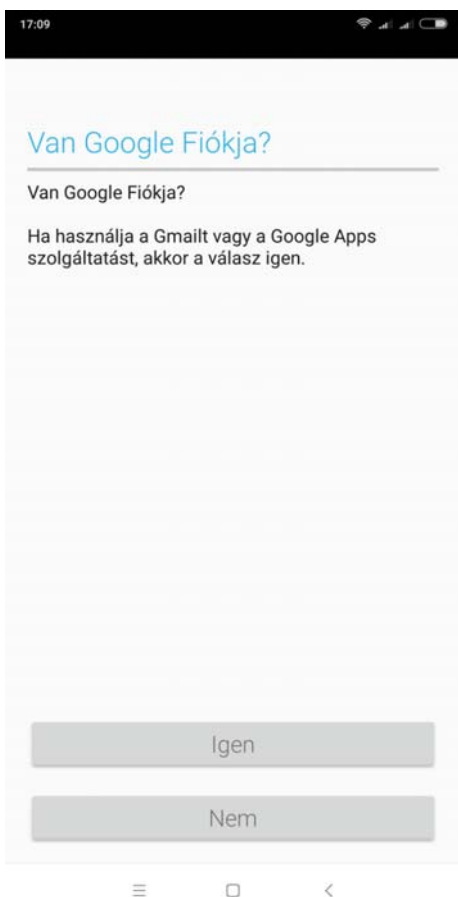 17:09
Van Google Fiókja?
Van Google Fiókja?
Ha használja a Gmailt vagy a Google Apps
szolgáltatást, akkor a válasz igen.
Igen
Nem